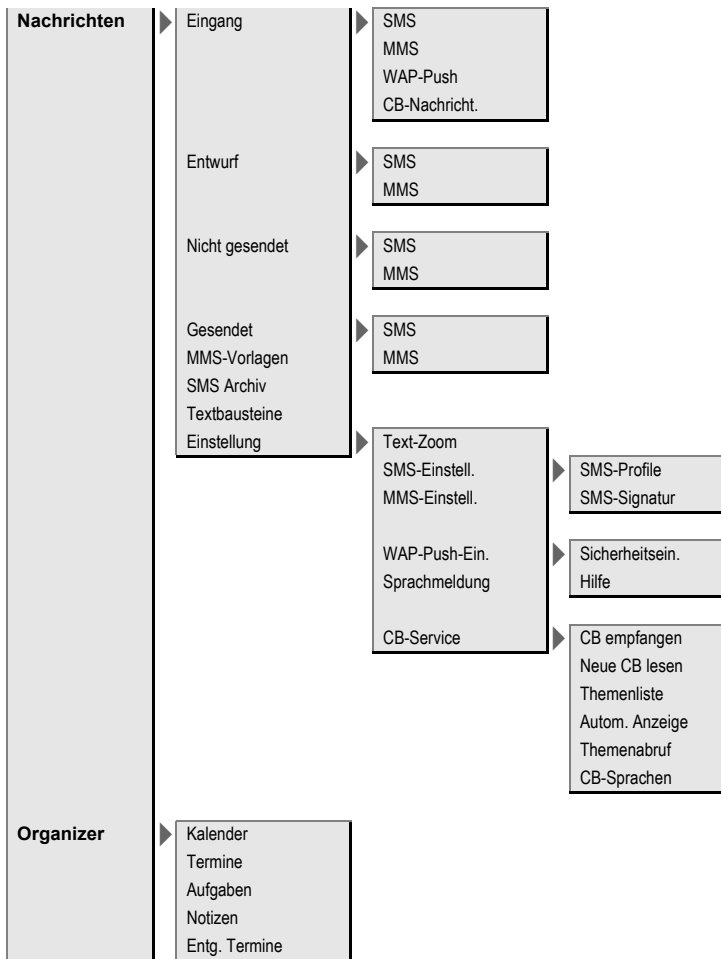 Nachrichten Eingang SMS
MMS
WAP-Push
CB-Nachricht.
Entwurf SMS
MMS
Nicht gesendet SMS
MMS
Gesendet SMS
MMS-Vorlagen MMS
SMS Archiv
Textbausteine
Einstellung Text-Zoom
SMS-Einstell. SMS-Profile
MMS-Einstell. SMS-Signatur
WAP-Push-Ein. Sicherheitsein.
Sprachmeldung Hilfe
CB-Service CB empfangen
Neue CB lesen
Themenliste
Autom. Anzeige
Themenabruf
CB-Sprachen
Organizer Kalender
Termine
Aufgaben
Notizen
Entg. Termine